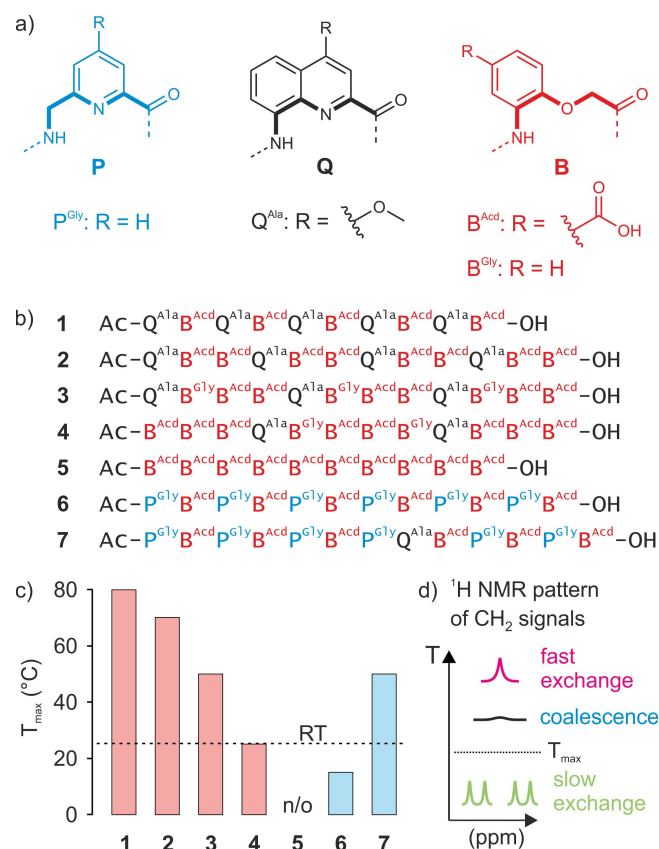 a)
R R R
N N O
NH O NH O NH O
P Q B
P^Gly: R = H
Q^Ala: R = O
B^Acd: R = O OH
B^Gly: R = H
b)
1 Ac–Q^Ala B^Acd Q^Ala B^Acd Q^Ala B^Acd Q^Ala B^Acd Q^Ala B^Acd–OH
2 Ac–Q^Ala B^Acd B^Acd Q^Ala B^Acd B^Acd Q^Ala B^Acd B^Acd Q^Ala B^Acd B^Acd–OH
3 Ac–Q^Ala B^Gly B^Acd B^Acd Q^Ala B^Gly B^Acd B^Acd Q^Ala B^Gly B^Acd B^Acd–OH
4 Ac–B^Acd B^Acd B^Acd Q^Ala B^Gly B^Acd B^Acd B^Gly Q^Ala B^Acd B^Acd B^Acd–OH
5 Ac–B^Acd B^Acd B^Acd B^Acd B^Acd B^Acd B^Acd B^Acd B^Acd B^Acd–OH
6 Ac–P^Gly B^Acd P^Gly B^Acd P^Gly B^Acd P^Gly B^Acd P^Gly B^Acd P^Gly B^Acd–OH
7 Ac–P^Gly B^Acd P^Gly B^Acd P^Gly B^Acd P^Gly Q^Ala B^Acd P^Gly B^Acd P^Gly B^Acd–OH
c)
T_max (°C)
80
60
40
20
0
RT
n/o
1 2 3 4 5 6 7
d) ¹H NMR pattern
of CH₂ signals
T
fast
exchange
coalescence
T_max
slow
exchange
(ppm)